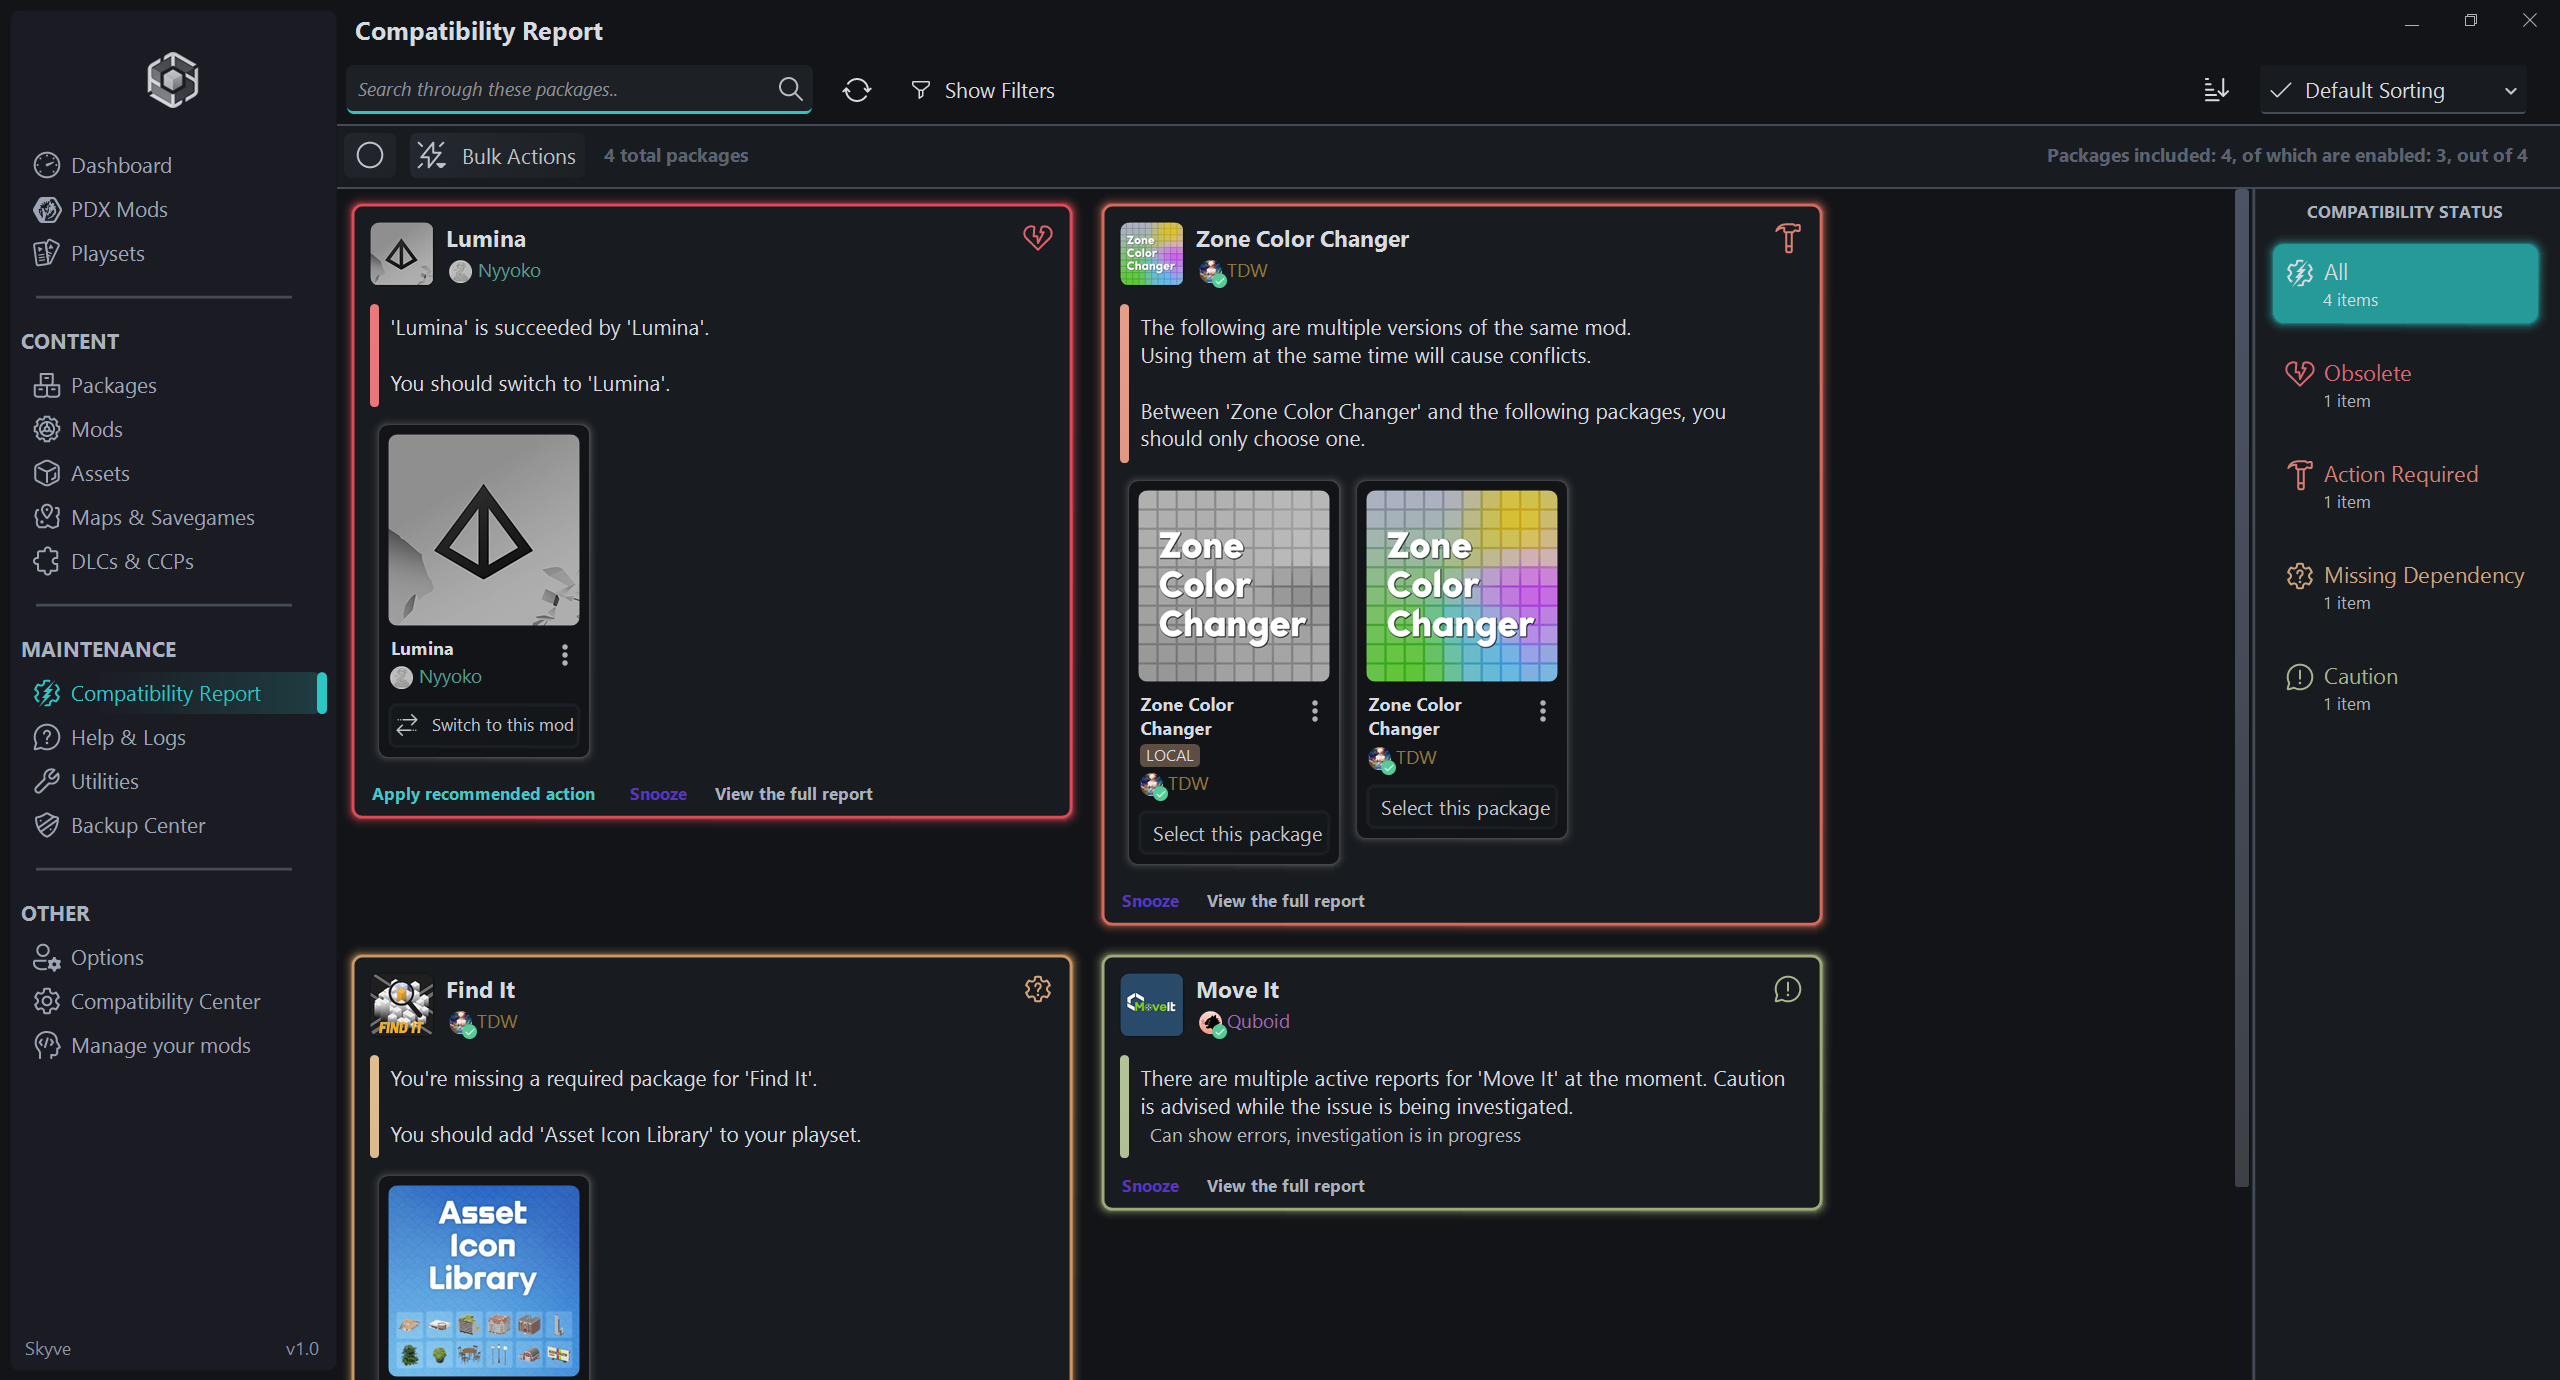 Compatibility Report
Search through these packages..
Show Filters
Default Sorting
Bulk Actions
4 total packages
Packages included: 4, of which are enabled: 3, out of 4
Dashboard
PDX Mods
Playsets
CONTENT
Packages
Mods
Assets
Maps & Savegames
DLCs & CCPs
MAINTENANCE
Compatibility Report
Help & Logs
Utilities
Backup Center
OTHER
Options
Compatibility Center
Manage your mods
Skyve
v1.0
Lumina
Nyyoko
'Lumina' is succeeded by 'Lumina'.
You should switch to 'Lumina'.
Lumina
Nyyoko
Switch to this mod
Apply recommended action
Snooze
View the full report
Zone
Color
Changer
Zone Color Changer
TDW
The following are multiple versions of the same mod.
Using them at the same time will cause conflicts.
Between 'Zone Color Changer' and the following packages, you
should only choose one.
Zone
Color
Changer
Zone Color
Changer
LOCAL
TDW
Select this package
Zone
Color
Changer
Zone Color
Changer
TDW
Select this package
Snooze
View the full report
FIND IT
Find It
TDW
You're missing a required package for 'Find It'.
You should add 'Asset Icon Library' to your playset.
Asset
Icon
Library
MoveIt
Move It
Quboid
There are multiple active reports for 'Move It' at the moment. Caution
is advised while the issue is being investigated.
Can show errors, investigation is in progress
Snooze
View the full report
COMPATIBILITY STATUS
All
4 items
Obsolete
1 item
Action Required
1 item
Missing Dependency
1 item
Caution
1 item